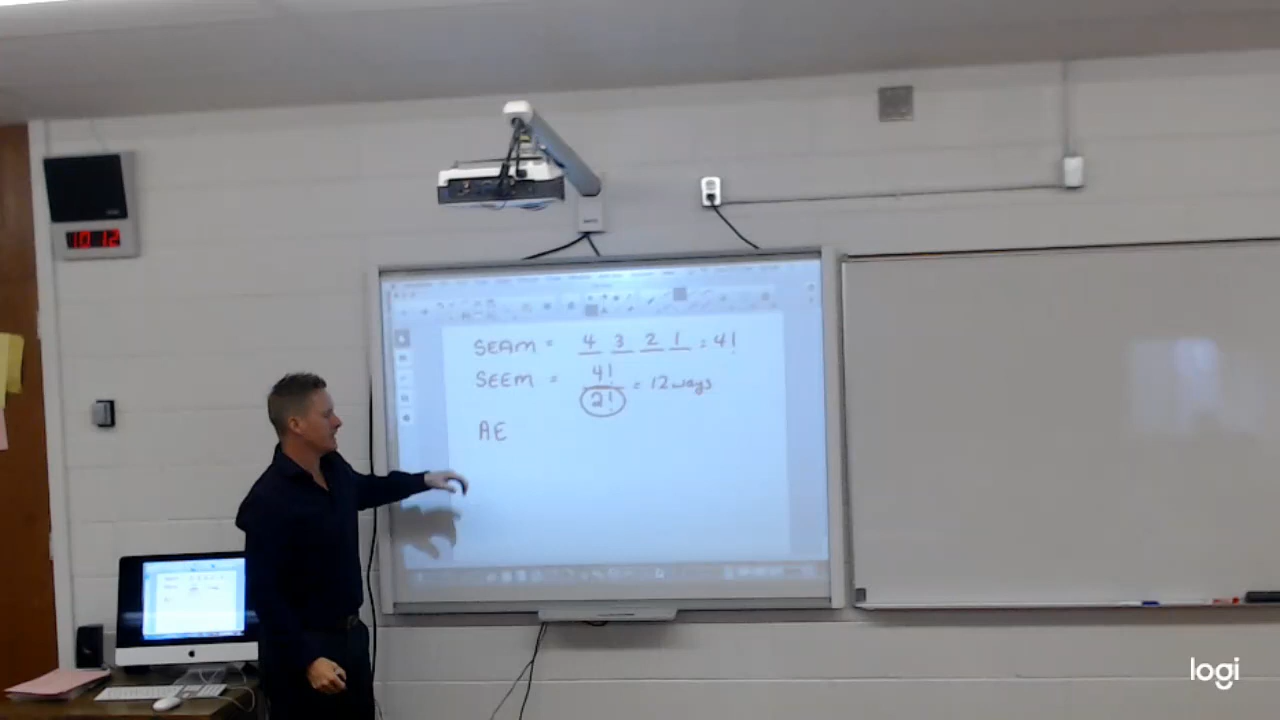 10:12
SEAM = 4 3 2 1 = 4!
SEEM = 4!/2! = 12 ways
AE
logi